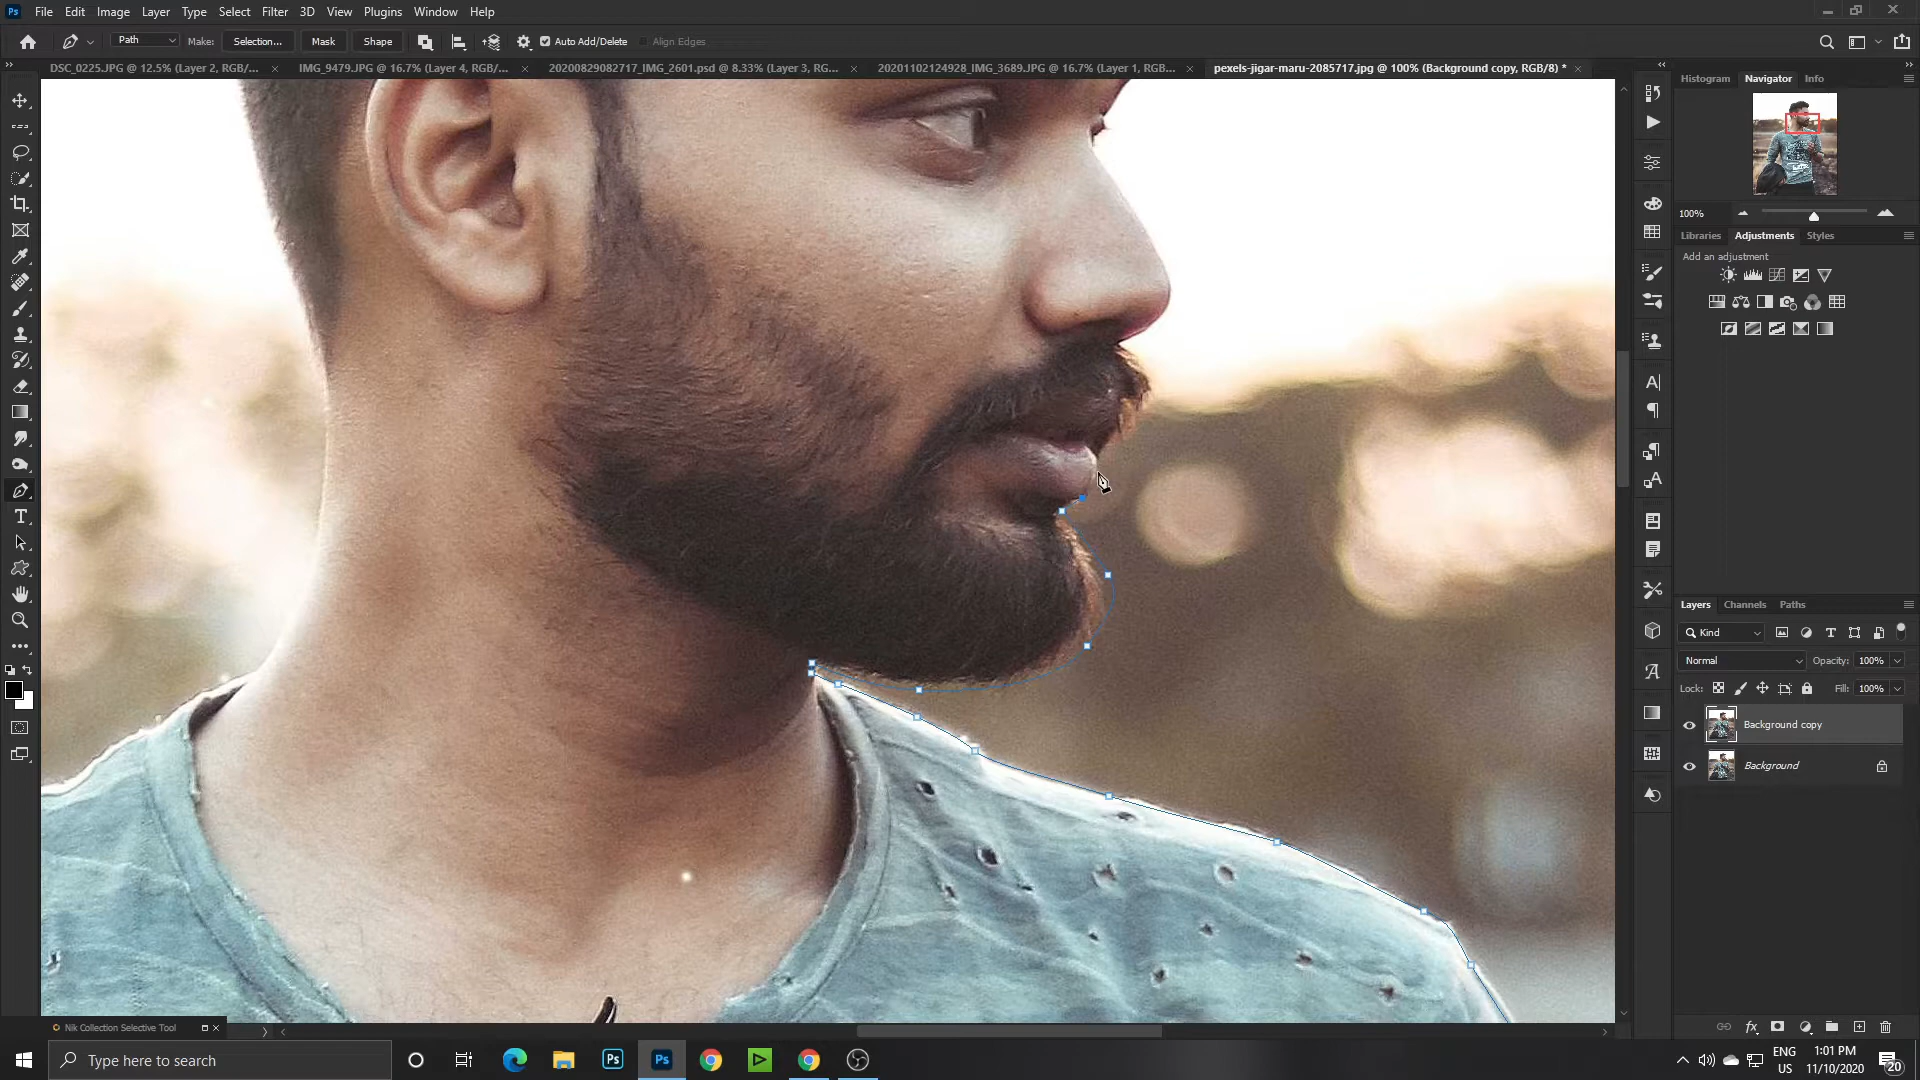 Ps File Edit Image Layer Type Select Filter 3D View Plugins Window Help
Path Make: Selection... Mask Shape Auto Add/Delete Align Edges
DSC_0225.JPG @ 12.5% (Layer 2, RGB/... × IMG_9479.JPG @ 16.7% (Layer 4, RGB/... × 20200829082717_IMG_2601.psd @ 8.33% (Layer 3, RG... × 20201102124928_IMG_3689.JPG @ 16.7% (Layer 1, RGB... × pexels-jigar-maru-2085717.jpg @ 100% (Background copy, RGB/8) * ×
Histogram Navigator Info
100%
Libraries Adjustments Styles
Add an adjustment
Layers Channels Paths
Kind
Normal Opacity: 100%
Lock: Fill: 100%
Background copy
Background
Nik Collection Selective Tool
Type here to search
Ps
Ps
ENG
US
1:01 PM
11/10/2020
20